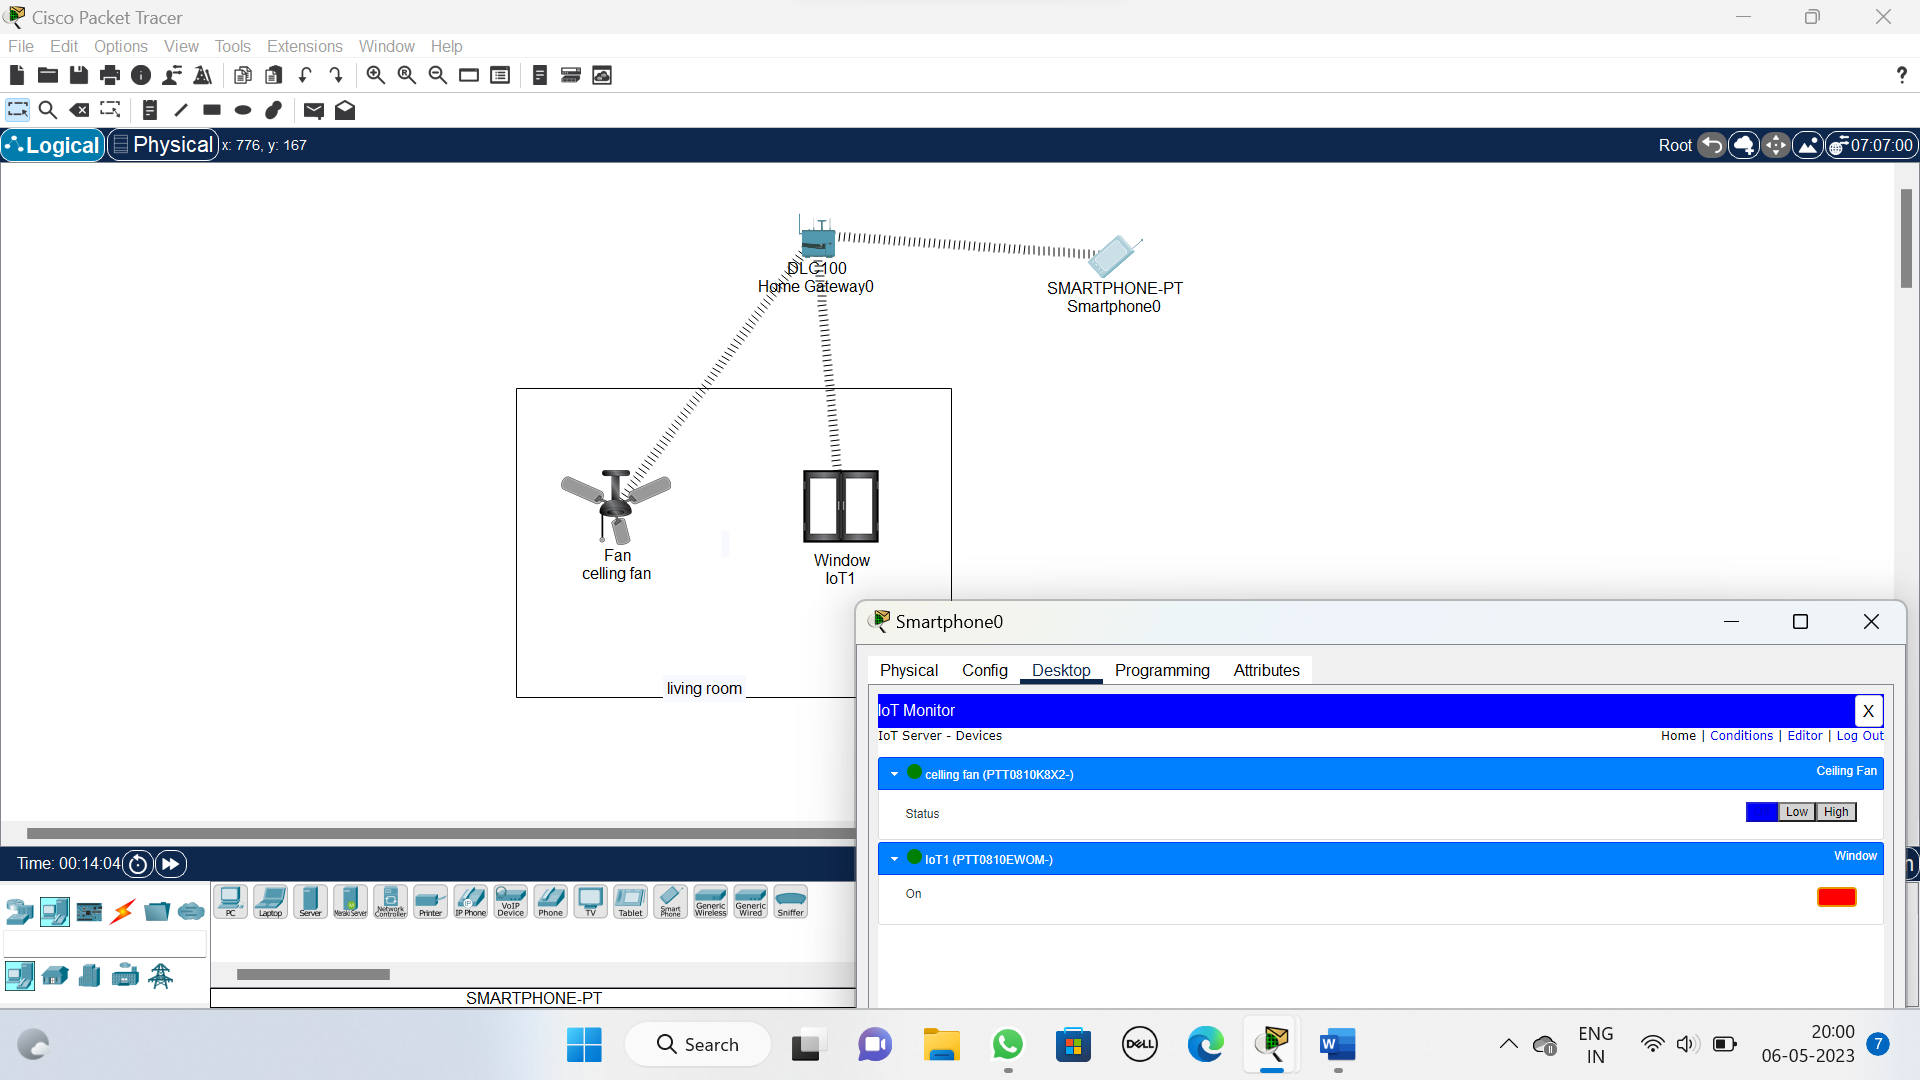 Cisco Packet Tracer
File Edit Options View Tools Extensions Window Help
?
Logical Physical x: 776, y: 167 Root 07:07:00
DLC100
Home Gateway0
SMARTPHONE-PT
Smartphone0
Fan
celling fan
Window
IoT1
living room
Smartphone0
Physical Config Desktop Programming Attributes
IoT Monitor X
IoT Server - Devices Home | Conditions | Editor | Log Out
celling fan (PTT0810K8X2-) Ceiling Fan
Status Low High
IoT1 (PTT0810EWOM-) Window
On
Time: 00:14:04
PC Laptop Server Meraki Server Network Controller Printer IP Phone VoIP Device Phone TV Tablet Smart Phone Generic Wireless Generic Wired Sniffer
SMARTPHONE-PT
Search
DELL
W
ENG
IN
20:00
06-05-2023
7